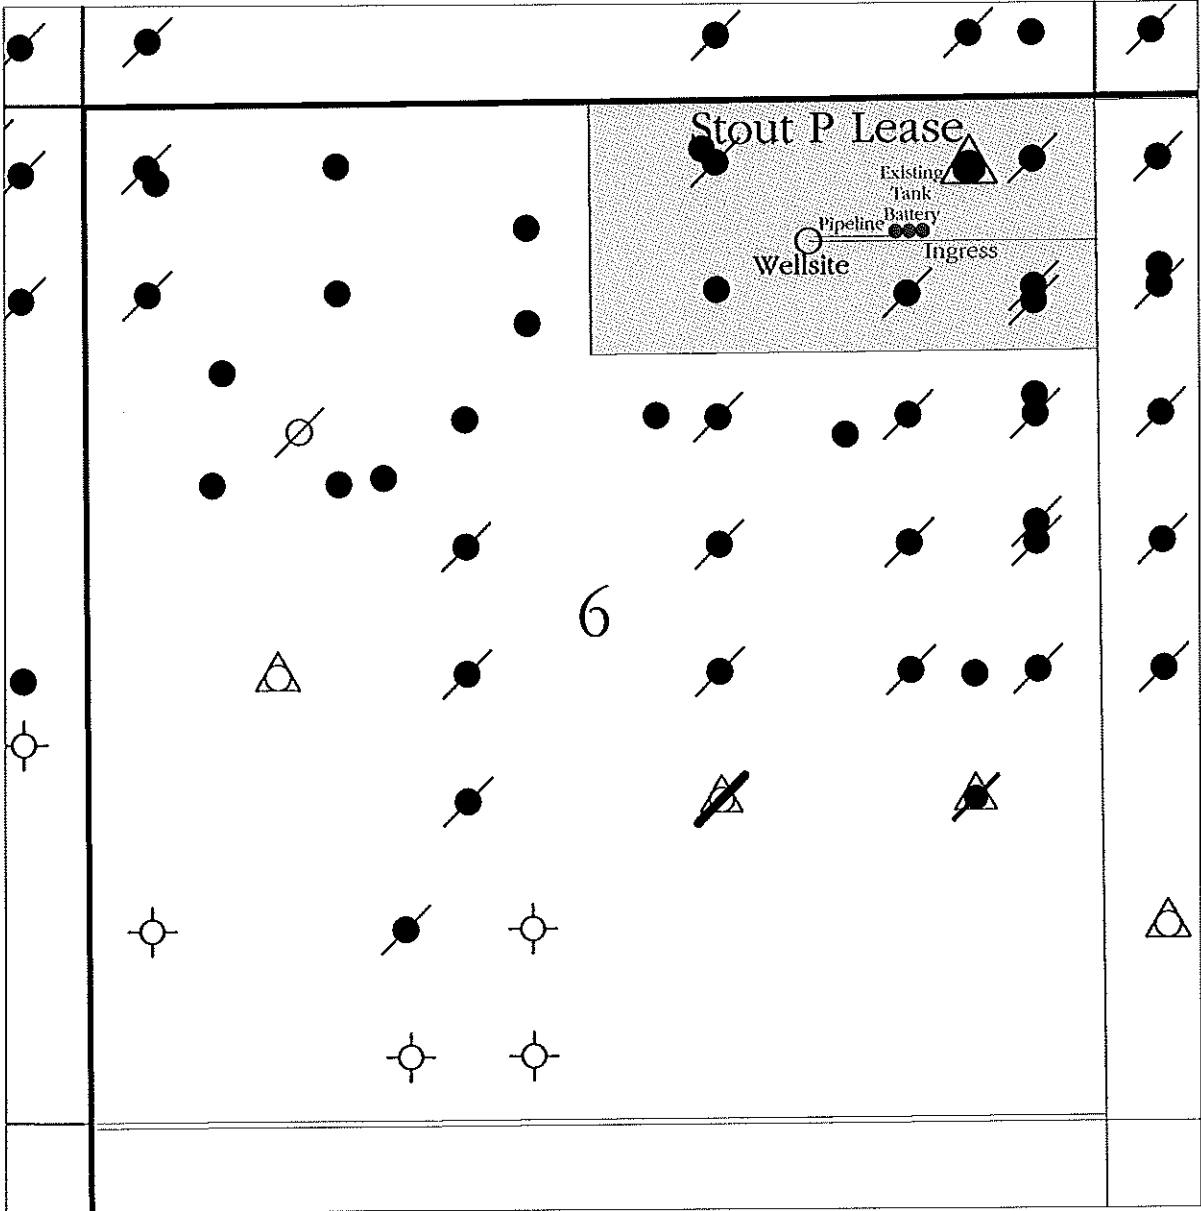 Stout P Lease
Existing
Tank
Battery
Pipeline
Ingress
Wellsite
6